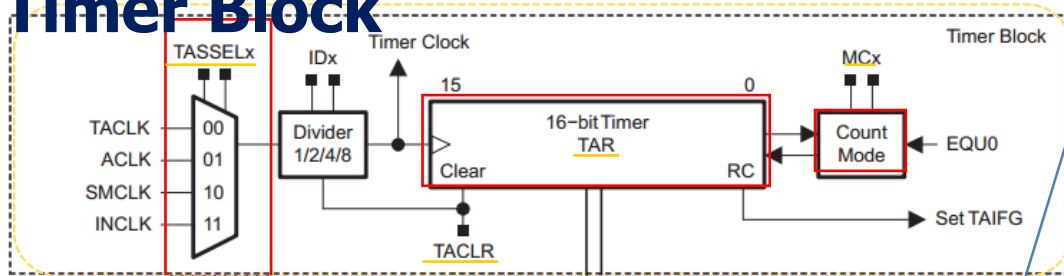 Timer Block
Timer Clock
Timer Block
TASSELx
IDx
MCx
15
0
TACLK
00
Divider
1/2/4/8
16−bit Timer
TAR
Count
Mode
EQU0
ACLK
01
Clear
RC
SMCLK
10
INCLK
11
Set TAIFG
TACLR